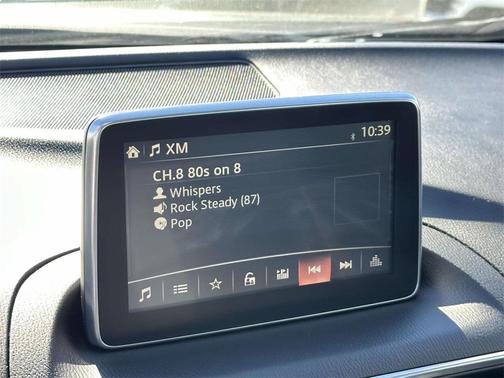 XM
10:39
CH.8 80s on 8
Whispers
Rock Steady (87)
Pop